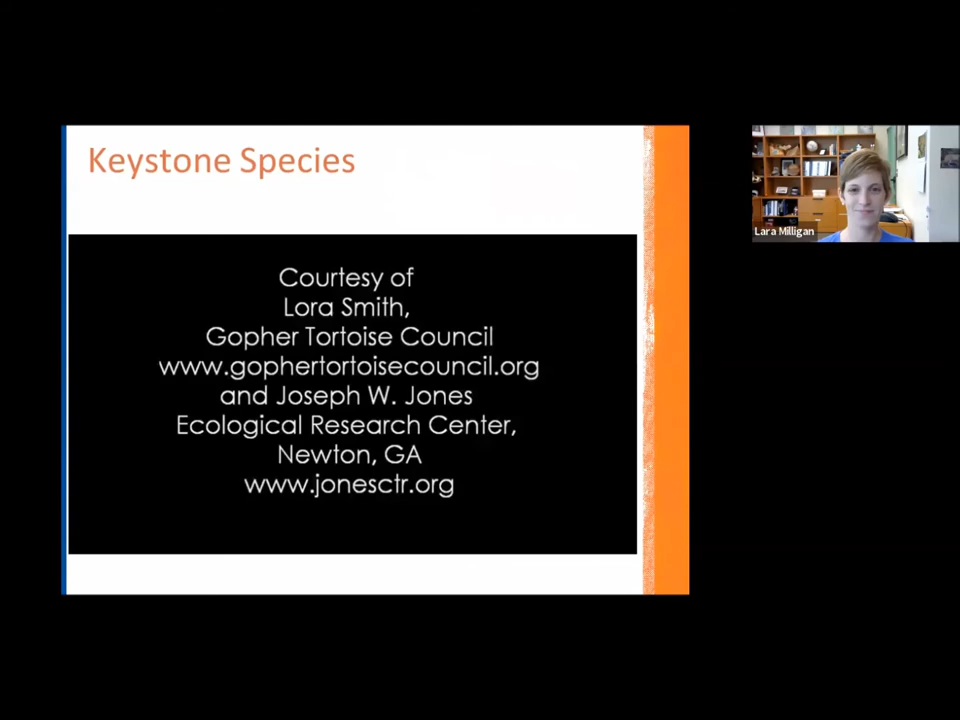 Keystone Species
Courtesy of
Lora Smith,
Gopher Tortoise Council
www.gophertortoisecouncil.org
and Joseph W. Jones
Ecological Research Center,
Newton, GA
www.jonesctr.org
Lara Milligan